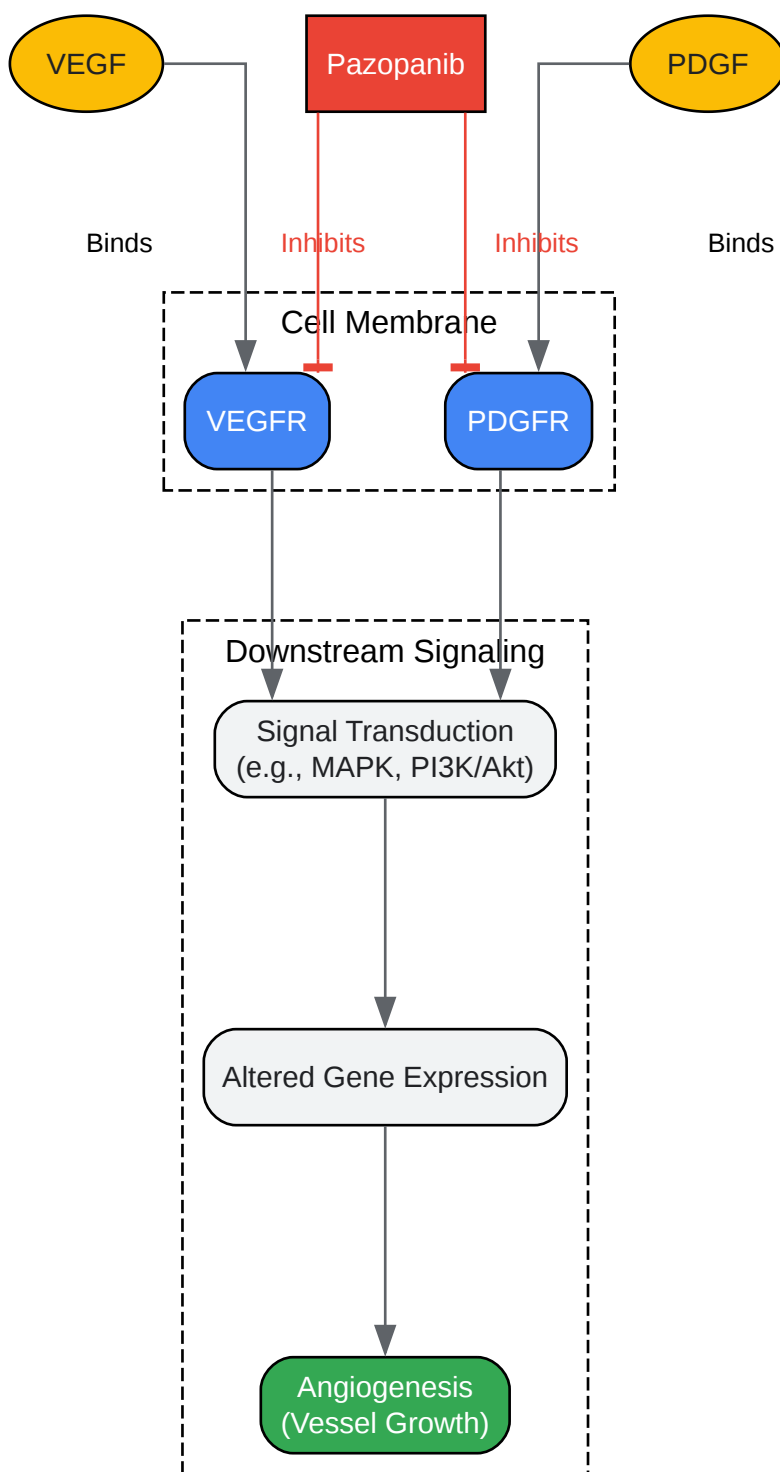 VEGF
Pazopanib
PDGF
Binds
Inhibits
Inhibits
Binds
Cell Membrane
VEGFR
PDGFR
Downstream Signaling
Signal Transduction
(e.g., MAPK, PI3K/Akt)
Altered Gene Expression
Angiogenesis
(Vessel Growth)